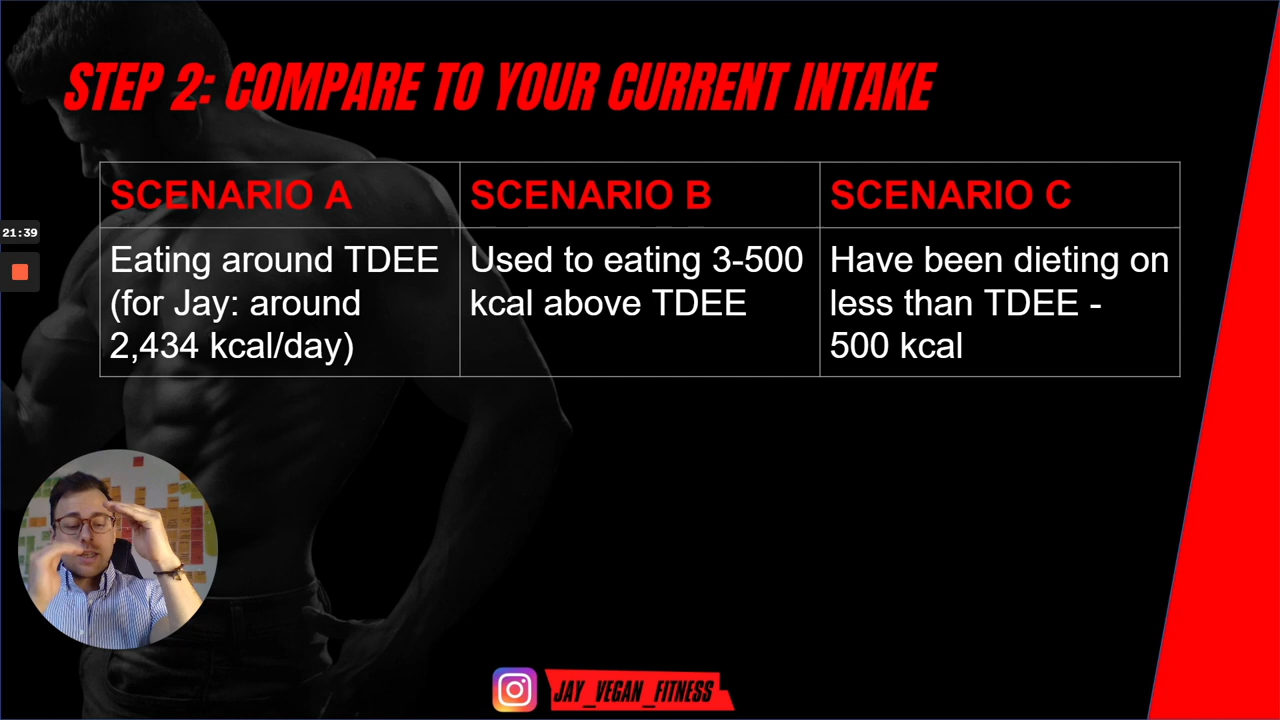 STEP 2: COMPARE TO YOUR CURRENT INTAKE
SCENARIO A
SCENARIO B
SCENARIO C
Eating around TDEE
(for Jay: around
2,434 kcal/day)
Used to eating 3-500
kcal above TDEE
Have been dieting on
less than TDEE -
500 kcal
21:39
JAY_VEGAN_FITNESS